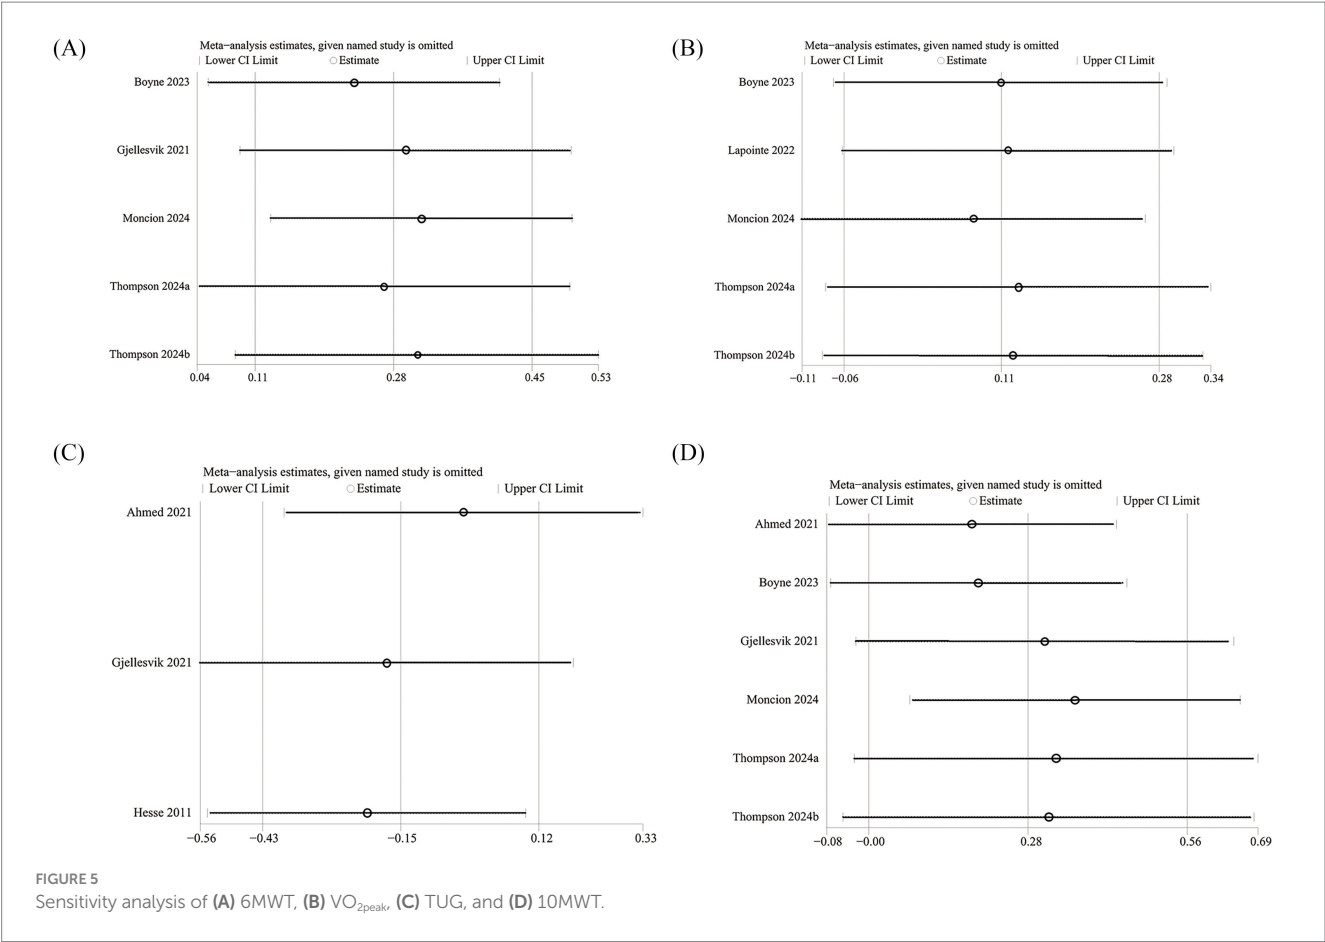 (A)
Meta−analysis estimates, given named study is omitted
Lower CI Limit Estimate Upper CI Limit
Boyne 2023
Gjellesvik 2021
Moncion 2024
Thompson 2024a
Thompson 2024b
0.04 0.11 0.28 0.45 0.53
(B)
Meta−analysis estimates, given named study is omitted
Lower CI Limit Estimate Upper CI Limit
Boyne 2023
Lapointe 2022
Moncion 2024
Thompson 2024a
Thompson 2024b
−0.11 −0.06 0.11 0.28 0.34
(C)
Meta−analysis estimates, given named study is omitted
Lower CI Limit Estimate Upper CI Limit
Ahmed 2021
Gjellesvik 2021
Hesse 2011
−0.56 −0.43 −0.15 0.12 0.33
(D)
Meta−analysis estimates, given named study is omitted
Lower CI Limit Estimate Upper CI Limit
Ahmed 2021
Boyne 2023
Gjellesvik 2021
Moncion 2024
Thompson 2024a
Thompson 2024b
−0.08 −0.00 0.28 0.56 0.69
FIGURE 5
Sensitivity analysis of (A) 6MWT, (B) VO2peak, (C) TUG, and (D) 10MWT.